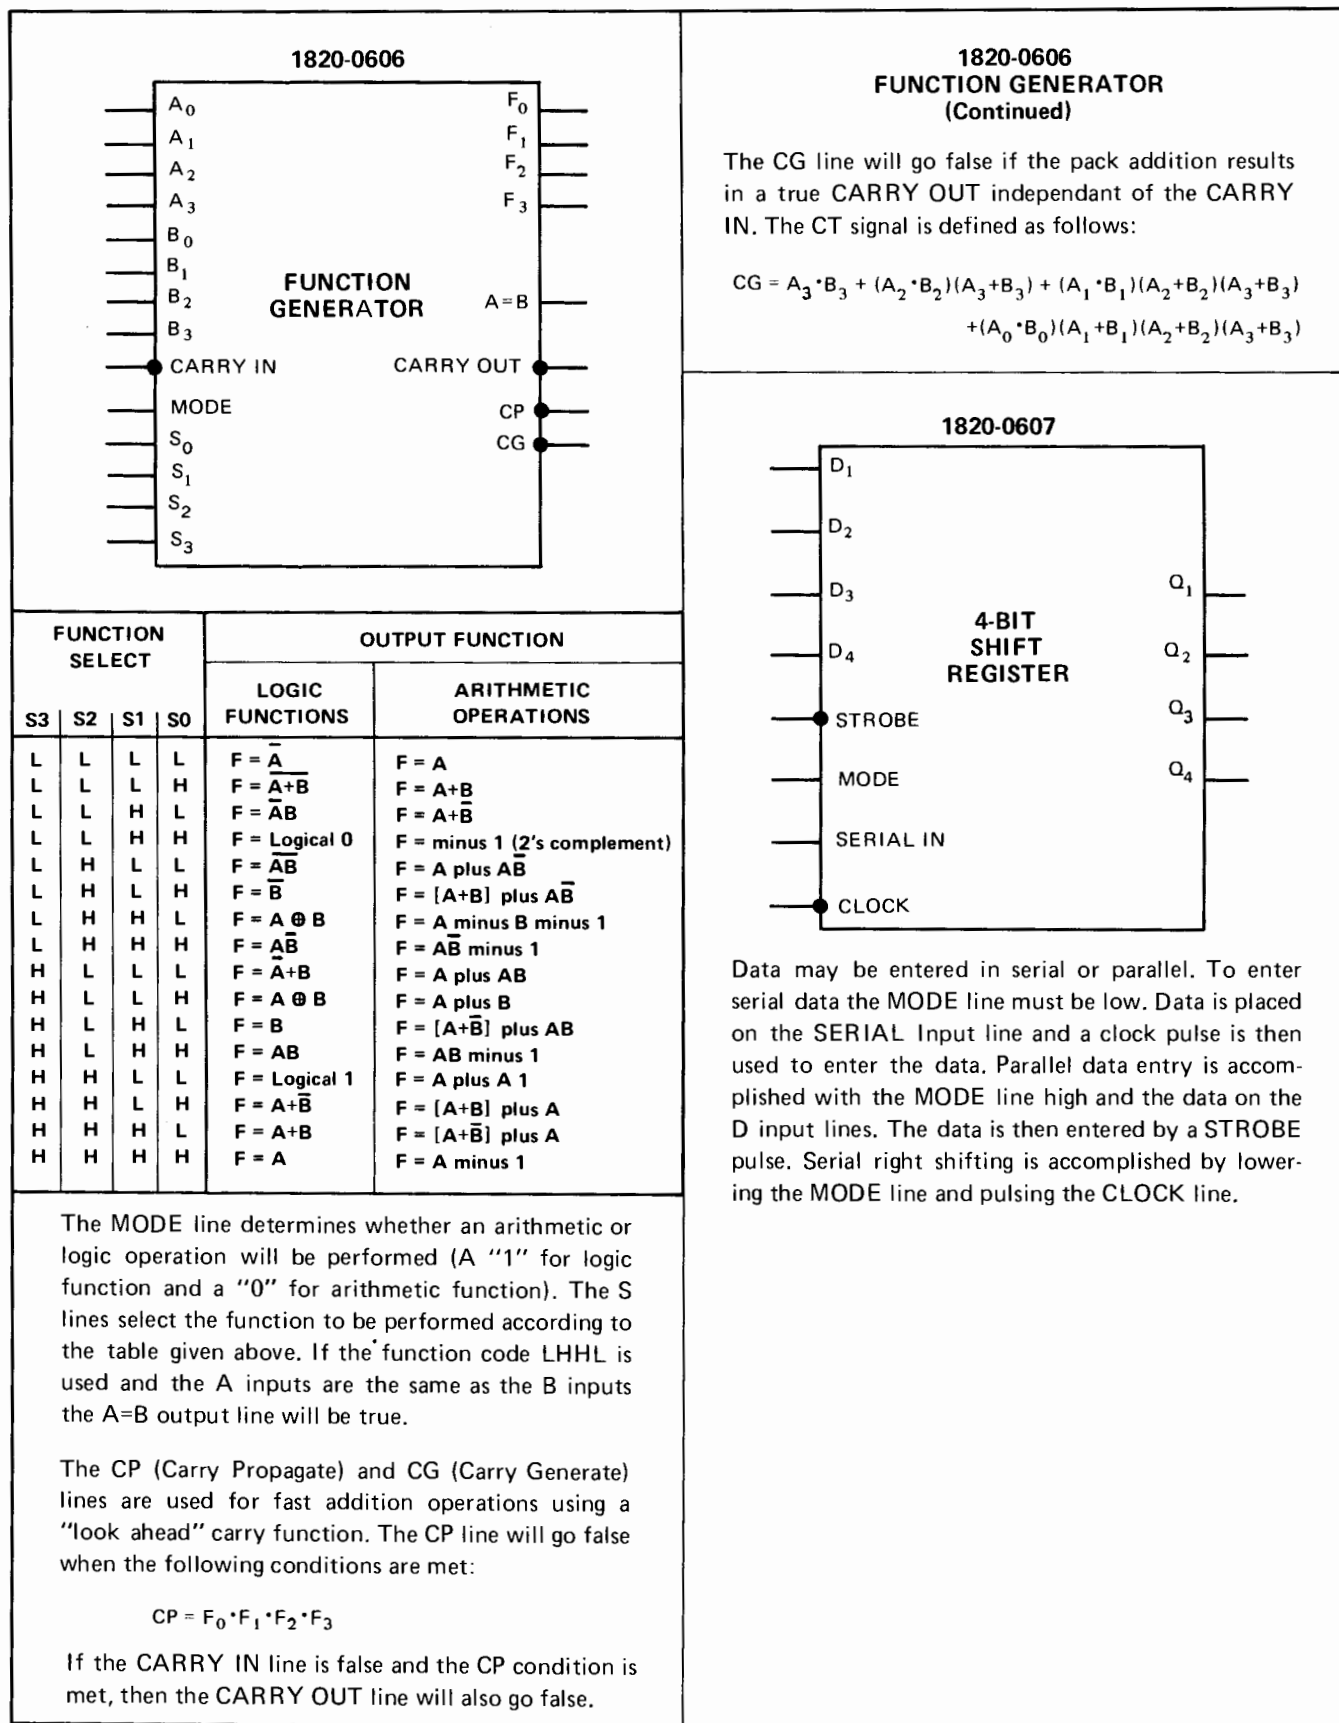 1820-0606
A0
A1
A2
A3
B0
B1
B2
B3
CARRY IN
MODE
S0
S1
S2
S3
FUNCTION
GENERATOR
F0
F1
F2
F3
A=B
CARRY OUT
CP
CG
FUNCTION
SELECT
OUTPUT FUNCTION
S3 S2 S1 S0
LOGIC
FUNCTIONS
ARITHMETIC
OPERATIONS
L L L L F = A̅ F = A
L L L H F = A̅+̅B̅ F = A+B
L L H L F = A̅B F = A+B̅
L L H H F = Logical 0 F = minus 1 (2's complement)
L H L L F = A̅B̅ F = A plus AB̅
L H L H F = B̅ F = [A+B] plus AB̅
L H H L F = A ⊕ B F = A minus B minus 1
L H H H F = AB̅ F = AB̅ minus 1
H L L L F = A̅+B F = A plus AB
H L L H F = A ⊕ B F = A plus B
H L H L F = B F = [A+B̅] plus AB
H L H H F = AB F = AB minus 1
H H L L F = Logical 1 F = A plus A 1
H H L H F = A+B̅ F = [A+B] plus A
H H H L F = A+B F = [A+B̅] plus A
H H H H F = A F = A minus 1
The MODE line determines whether an arithmetic or
logic operation will be performed (A "1" for logic
function and a "0" for arithmetic function). The S
lines select the function to be performed according to
the table given above. If the function code LHHL is
used and the A inputs are the same as the B inputs
the A=B output line will be true.
The CP (Carry Propagate) and CG (Carry Generate)
lines are used for fast addition operations using a
"look ahead" carry function. The CP line will go false
when the following conditions are met:
CP = F0·F1·F2·F3
If the CARRY IN line is false and the CP condition is
met, then the CARRY OUT line will also go false.
1820-0606
FUNCTION GENERATOR
(Continued)
The CG line will go false if the pack addition results
in a true CARRY OUT independant of the CARRY
IN. The CT signal is defined as follows:
CG = A3·B3 + (A2·B2)(A3+B3) + (A1·B1)(A2+B2)(A3+B3)
+(A0·B0)(A1+B1)(A2+B2)(A3+B3)
1820-0607
D1
D2
D3
D4
STROBE
MODE
SERIAL IN
CLOCK
4-BIT
SHIFT
REGISTER
Q1
Q2
Q3
Q4
Data may be entered in serial or parallel. To enter
serial data the MODE line must be low. Data is placed
on the SERIAL Input line and a clock pulse is then
used to enter the data. Parallel data entry is accom-
plished with the MODE line high and the data on the
D input lines. The data is then entered by a STROBE
pulse. Serial right shifting is accomplished by lower-
ing the MODE line and pulsing the CLOCK line.